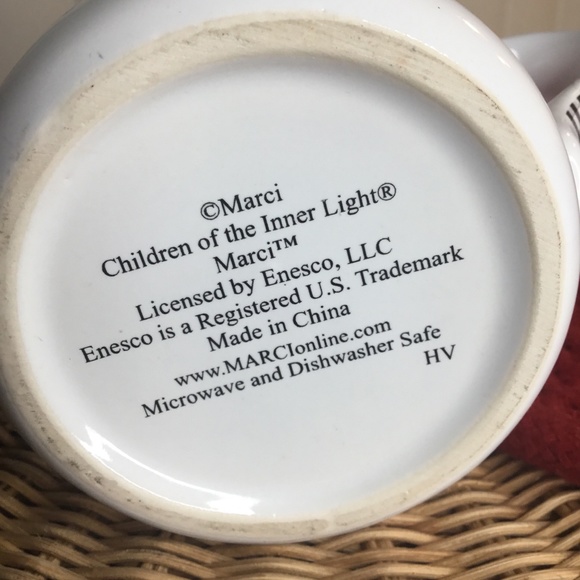 ©Marci
Children of the Inner Light®
Marci™
Licensed by Enesco, LLC
Enesco is a Registered U.S. Trademark
Made in China
www.MARCIonline.com
Microwave and Dishwasher Safe
HV